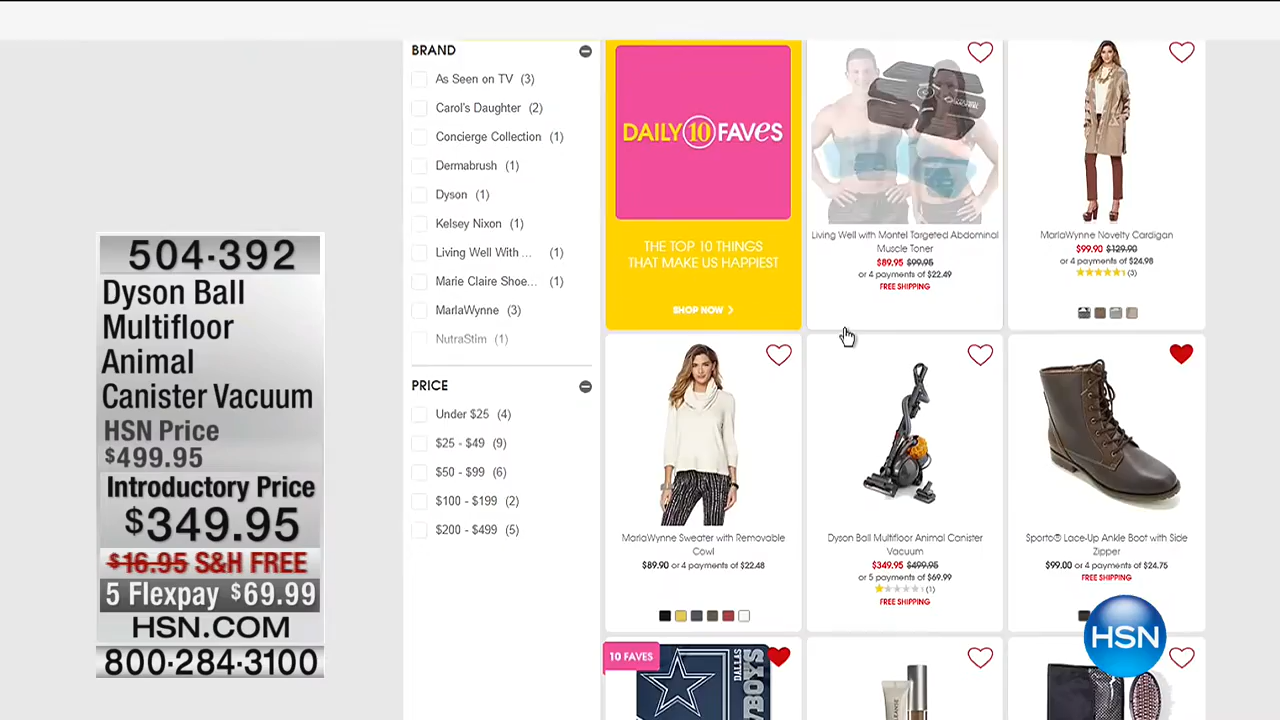 504-392
Dyson Ball
Multifloor
Animal
Canister Vacuum
HSN Price
$499.95
Introductory Price
$349.95
$16.95 S&H FREE
5 Flexpay $69.99
HSN.COM
800-284-3100
BRAND
As Seen on TV (3)
Carol's Daughter (2)
Concierge Collection (1)
Dermabrush (1)
Dyson (1)
Kelsey Nixon (1)
Living Well With ... (1)
Marie Claire Shoe... (1)
MarlaWynne (3)
NutraStim (1)
PRICE
Under $25 (4)
$25 - $49 (9)
$50 - $99 (6)
$100 - $199 (2)
$200 - $499 (5)
DAILY 10 FAVES
THE TOP 10 THINGS
THAT MAKE US HAPPIEST
SHOP NOW
Living Well with Montel Targeted Abdominal
Muscle Toner
$89.95 $99.95
or 4 payments of $22.49
FREE SHIPPING
MarlaWynne Novelty Cardigan
$99.90 $129.90
or 4 payments of $24.98
(3)
MarlaWynne Sweater with Removable
Cowl
$89.90 or 4 payments of $22.48
Dyson Ball Multifloor Animal Canister
Vacuum
$349.95 $499.95
or 5 payments of $69.99
(1)
FREE SHIPPING
Sporto® Lace-Up Ankle Boot with Side
Zipper
$99.00 or 4 payments of $24.75
FREE SHIPPING
HSN
10 FAVES
DALLAS
COWBOYS